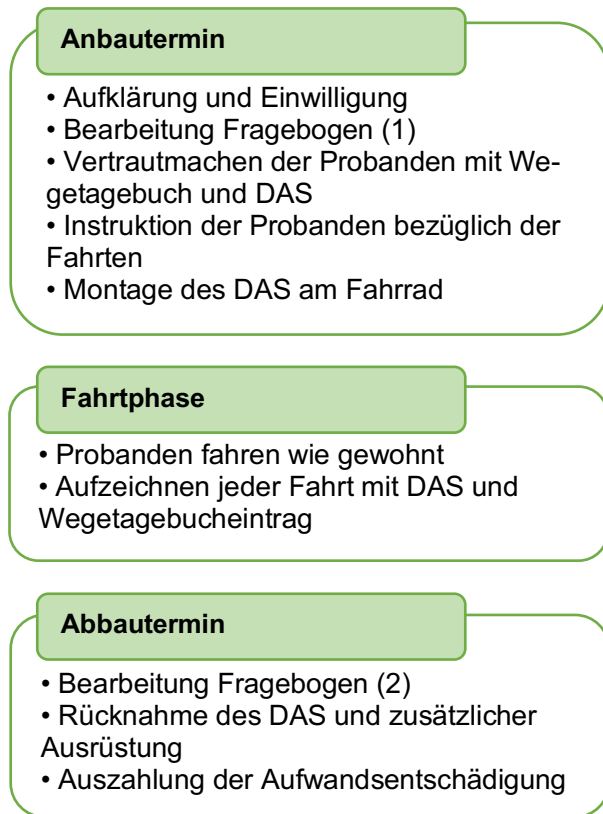 Anbautermin
• Aufklärung und Einwilligung
• Bearbeitung Fragebogen (1)
• Vertrautmachen der Probanden mit We-
getagebuch und DAS
• Instruktion der Probanden bezüglich der
Fahrten
• Montage des DAS am Fahrrad
Fahrtphase
• Probanden fahren wie gewohnt
• Aufzeichnen jeder Fahrt mit DAS und
Wegetagebucheintrag
Abbautermin
• Bearbeitung Fragebogen (2)
• Rücknahme des DAS und zusätzlicher
Ausrüstung
• Auszahlung der Aufwandsentschädigung